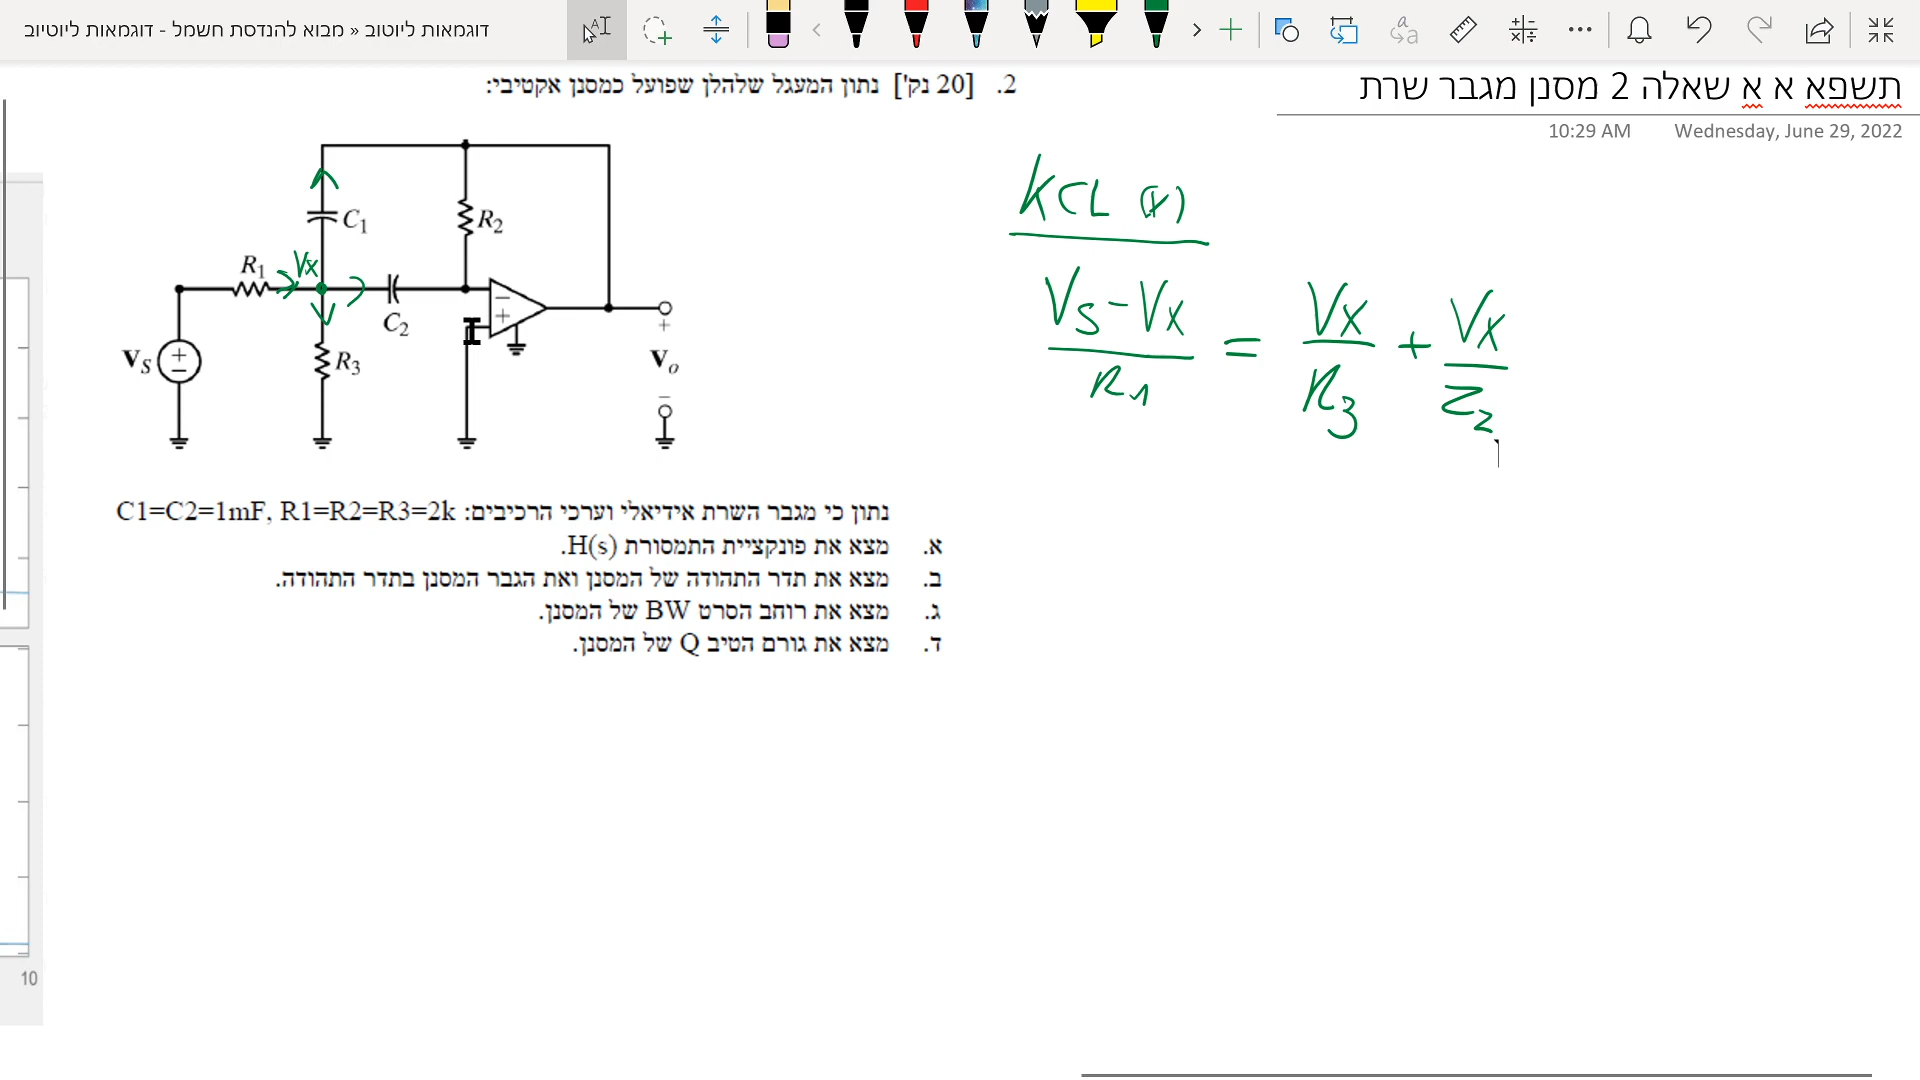 דוגמאות ליוטוב » מבוא להנדסת חשמל - דוגמאות ליוטיוב
תשפא א א שאלה 2 מסנן מגבר שרת
10:29 AM Wednesday, June 29, 2022
2. [20 נק'] נתון המעגל שלהלן שפועל כמסנן אקטיבי:
C1
R2
R1
Vx
C2
−
+
VS
+
−
R3
+
Vo
−
KCL (x)
Vs-Vx / R1 = Vx / R3 + Vx / Z2
נתון כי מגבר השרת אידיאלי וערכי הרכיבים: C1=C2=1mF, R1=R2=R3=2k
א. מצא את פונקציית התמסורת H(s).
ב. מצא את תדר התהודה של המסנן ואת הגבר המסנן בתדר התהודה.
ג. מצא את רוחב הסרט BW של המסנן.
ד. מצא את גורם הטיב Q של המסנן.
10